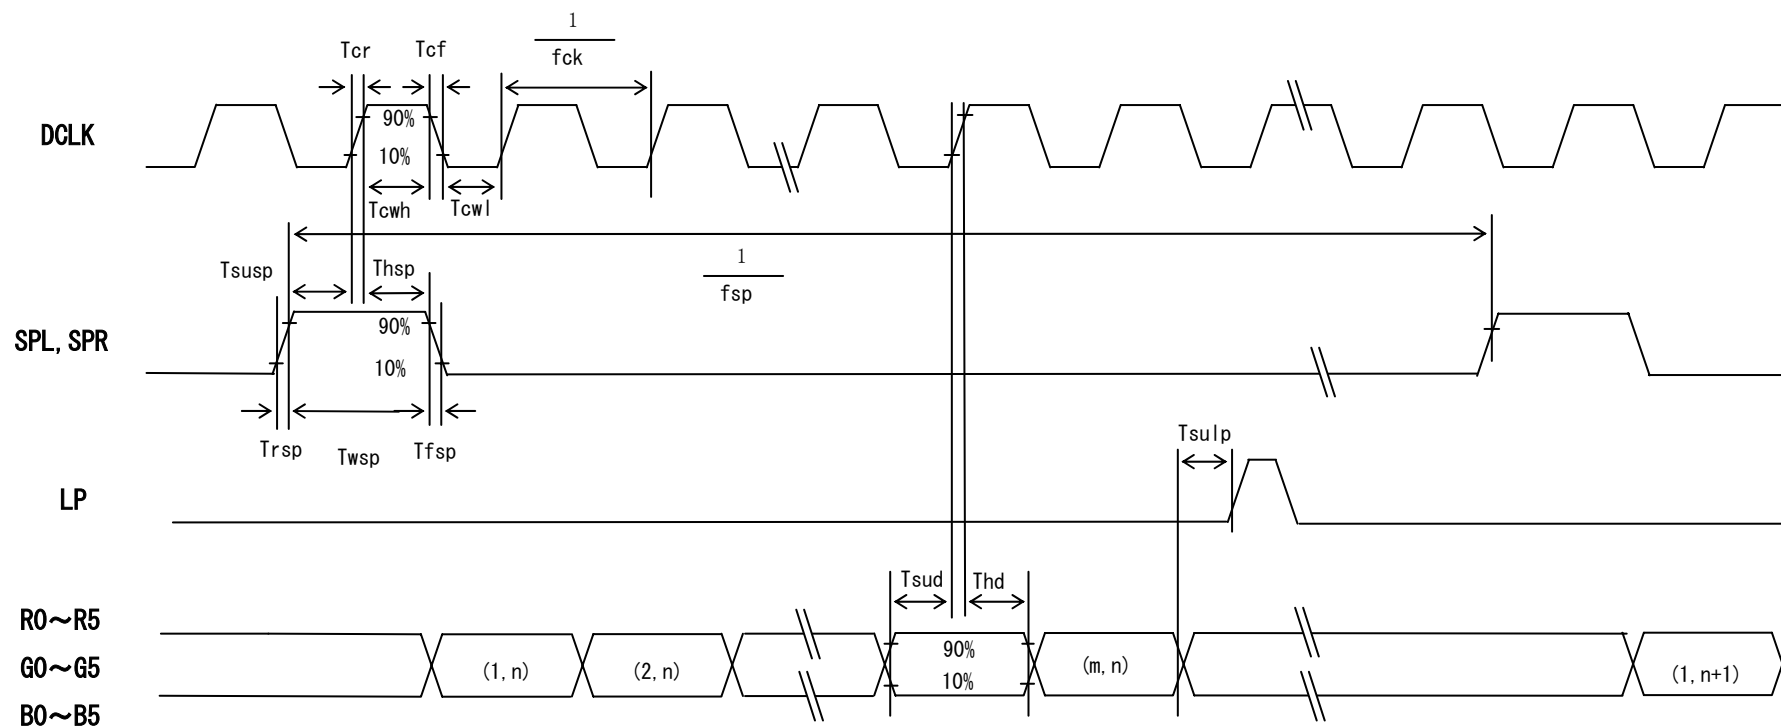 1
Tcr Tcf fck
90%
DCLK
10%
Tcwh Tcwl
1
Tsusp Thsp
fsp
90%
SPL, SPR
10%
Trsp Twsp Tfsp
Tsulp
LP
Tsud Thd
R0～R5
90%
G0～G5 (1, n) (2, n) (m, n) (1, n+1)
10%
B0～B5